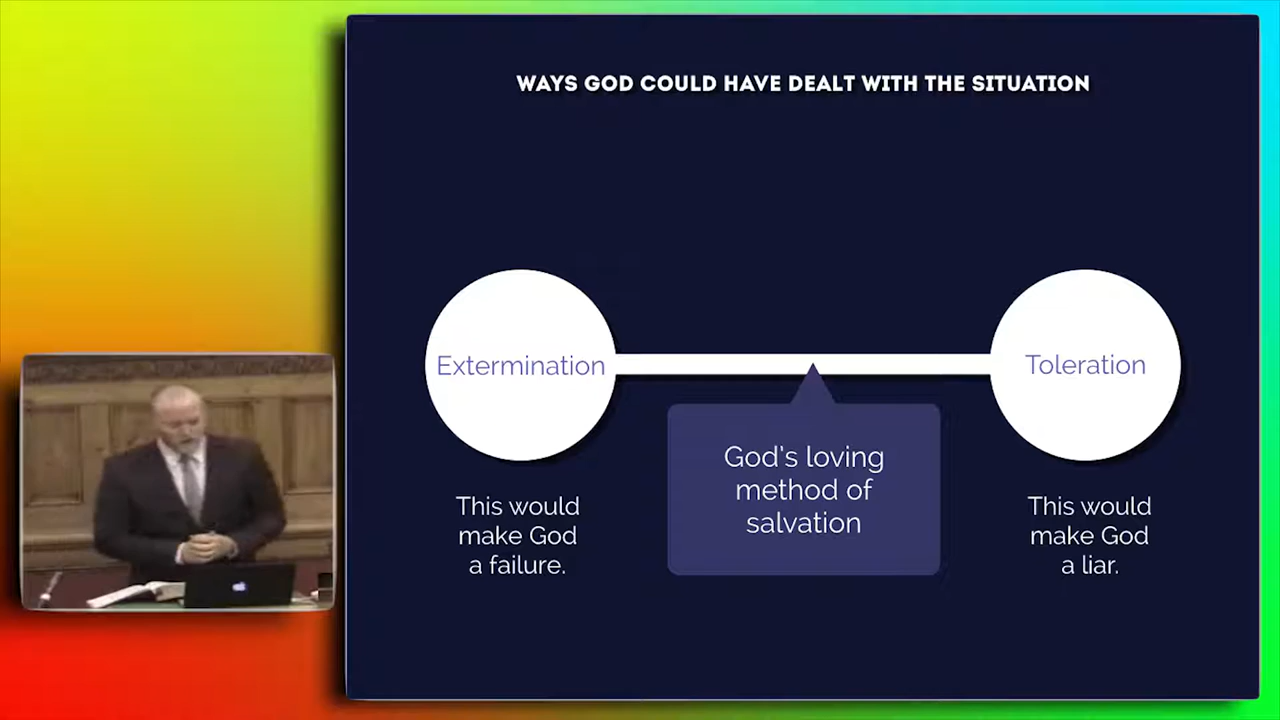 WAYS GOD COULD HAVE DEALT WITH THE SITUATION
Extermination
Toleration
God's loving
method of
salvation
This would
make God
a failure.
This would
make God
a liar.